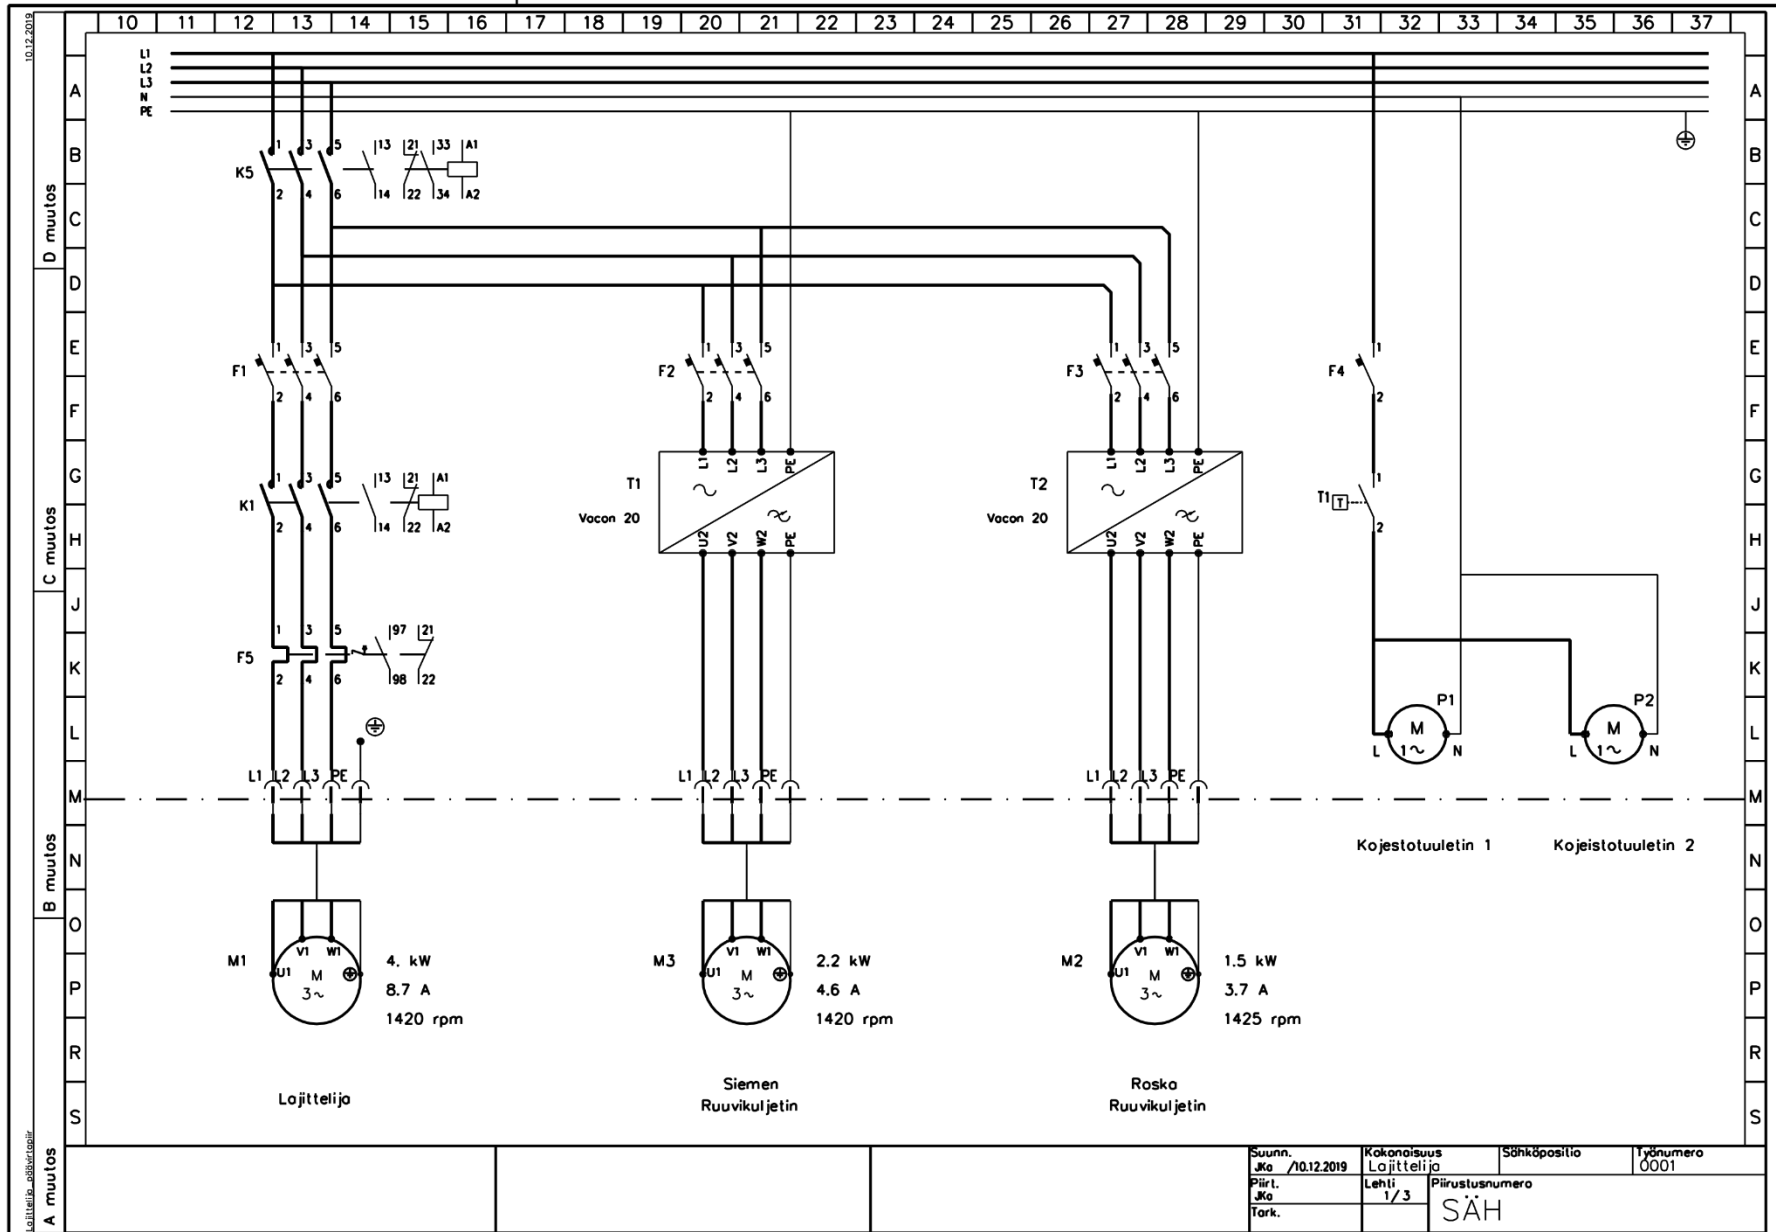 10.12.2019
10 11 12 13 14 15 16 17 18 19 20 21 22 23 24 25 26 27 28 29 30 31 32 33 34 35 36 37
L1
L2
L3
N
PE
A A
B B
C C
D D
E E
F F
G G
H H
J J
K K
L L
M M
N N
O O
P P
R R
S S
D muutos
C muutos
B muutos
A muutos
K5 1 3 5 13 21 33 A1
2 4 6 14 22 34 A2
F1 1 3 5
2 4 6
F2 1 3 5
2 4 6
F3 1 3 5
2 4 6
F4 1
2
K1 1 3 5 13 21 A1
2 4 6 14 22 A2
T1
Vacon 20
L1 L2 L3 PE
U2 V2 W2 PE
T2
Vacon 20
L1 L2 L3 PE
U2 V2 W2 PE
T1 T 1
2
F5 1 3 5 97 21
2 4 6 98 22
P1
M
L 1~ N
P2
M
L 1~ N
L1 L2 L3 PE
L1 L2 L3 PE
L1 L2 L3 PE
Kojestotuuletin 1
Kojeistotuuletin 2
M1
V1 W1
U1 M
3~
4. kW
8.7 A
1420 rpm
M3
V1 W1
U1 M
3~
2.2 kW
4.6 A
1420 rpm
M2
V1 W1
U1 M
3~
1.5 kW
3.7 A
1425 rpm
Lajittelija
Siemen
Ruuvikuljetin
Roska
Ruuvikuljetin
Lajittelija_päävirtapiir
Suunn.
JKa /10.12.2019
Kokonaisuus
Lajittelija
Sähköpositio
Työnumero
0001
Piirt.
JKa
Lehti
1/3
Piirustusnumero
SÄH
Tark.